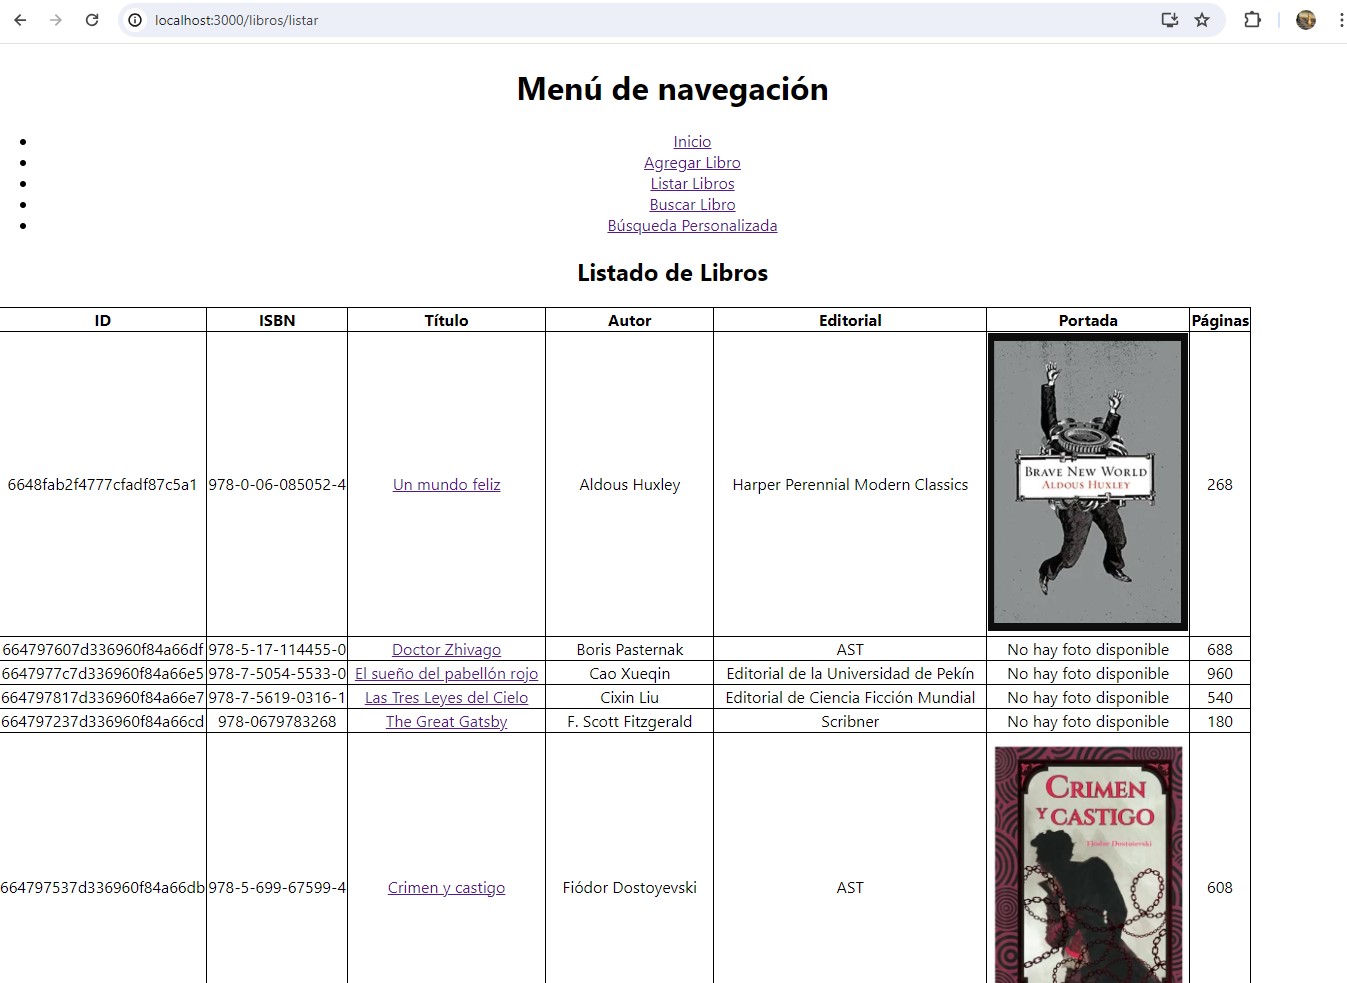 localhost:3000/libros/listar
Menú de navegación
Inicio
Agregar Libro
Listar Libros
Buscar Libro
Búsqueda Personalizada
Listado de Libros
ID ISBN Título Autor Editorial Portada Páginas
BRAVE NEW WORLD
ALDOUS HUXLEY
6648fab2f4777cfadf87c5a1 978-0-06-085052-4 Un mundo feliz Aldous Huxley Harper Perennial Modern Classics 268
664797607d336960f84a66df 978-5-17-114455-0 Doctor Zhivago Boris Pasternak AST No hay foto disponible 688
6647977c7d336960f84a66e5 978-7-5054-5533-0 El sueño del pabellón rojo Cao Xueqin Editorial de la Universidad de Pekín No hay foto disponible 960
664797817d336960f84a66e7 978-7-5619-0316-1 Las Tres Leyes del Cielo Cixin Liu Editorial de Ciencia Ficción Mundial No hay foto disponible 540
664797237d336960f84a66cd 978-0679783268 The Great Gatsby F. Scott Fitzgerald Scribner No hay foto disponible 180
CRIMEN
Y CASTIGO
Fiódor Dostoievski
664797537d336960f84a66db 978-5-699-67599-4 Crimen y castigo Fiódor Dostoyevski AST 608